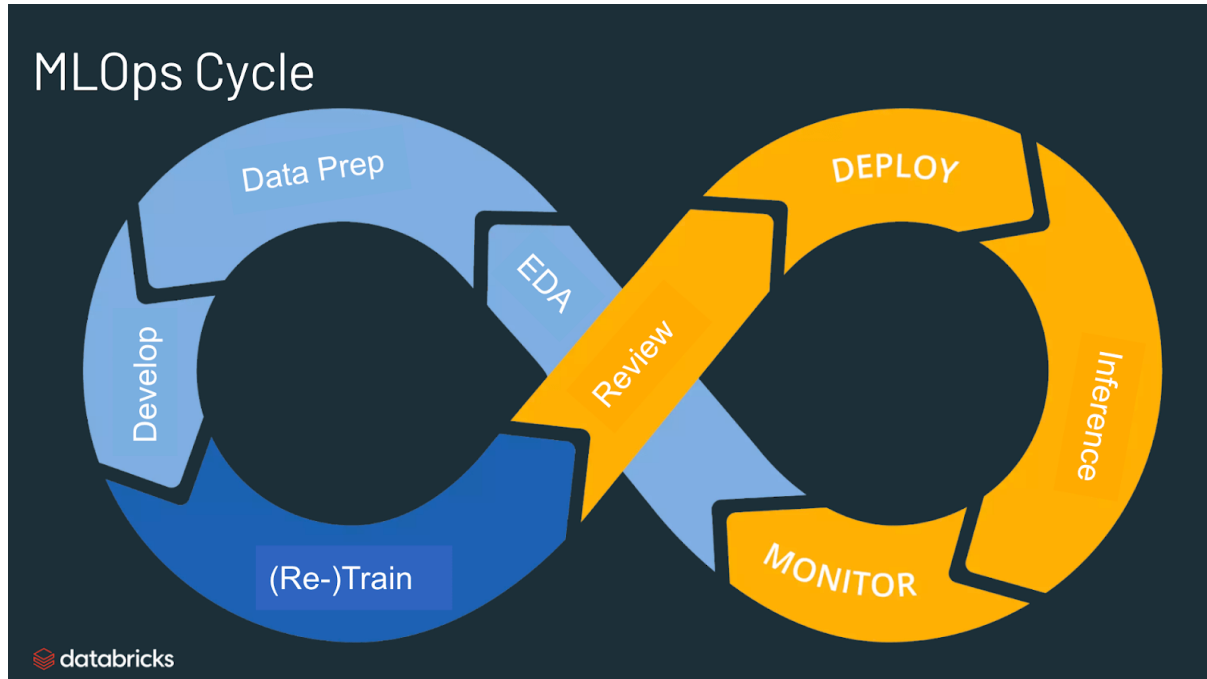 MLOps Cycle
Data Prep
DEPLOY
EDA
Review
Develop
Inference
(Re-)Train
MONITOR
databricks